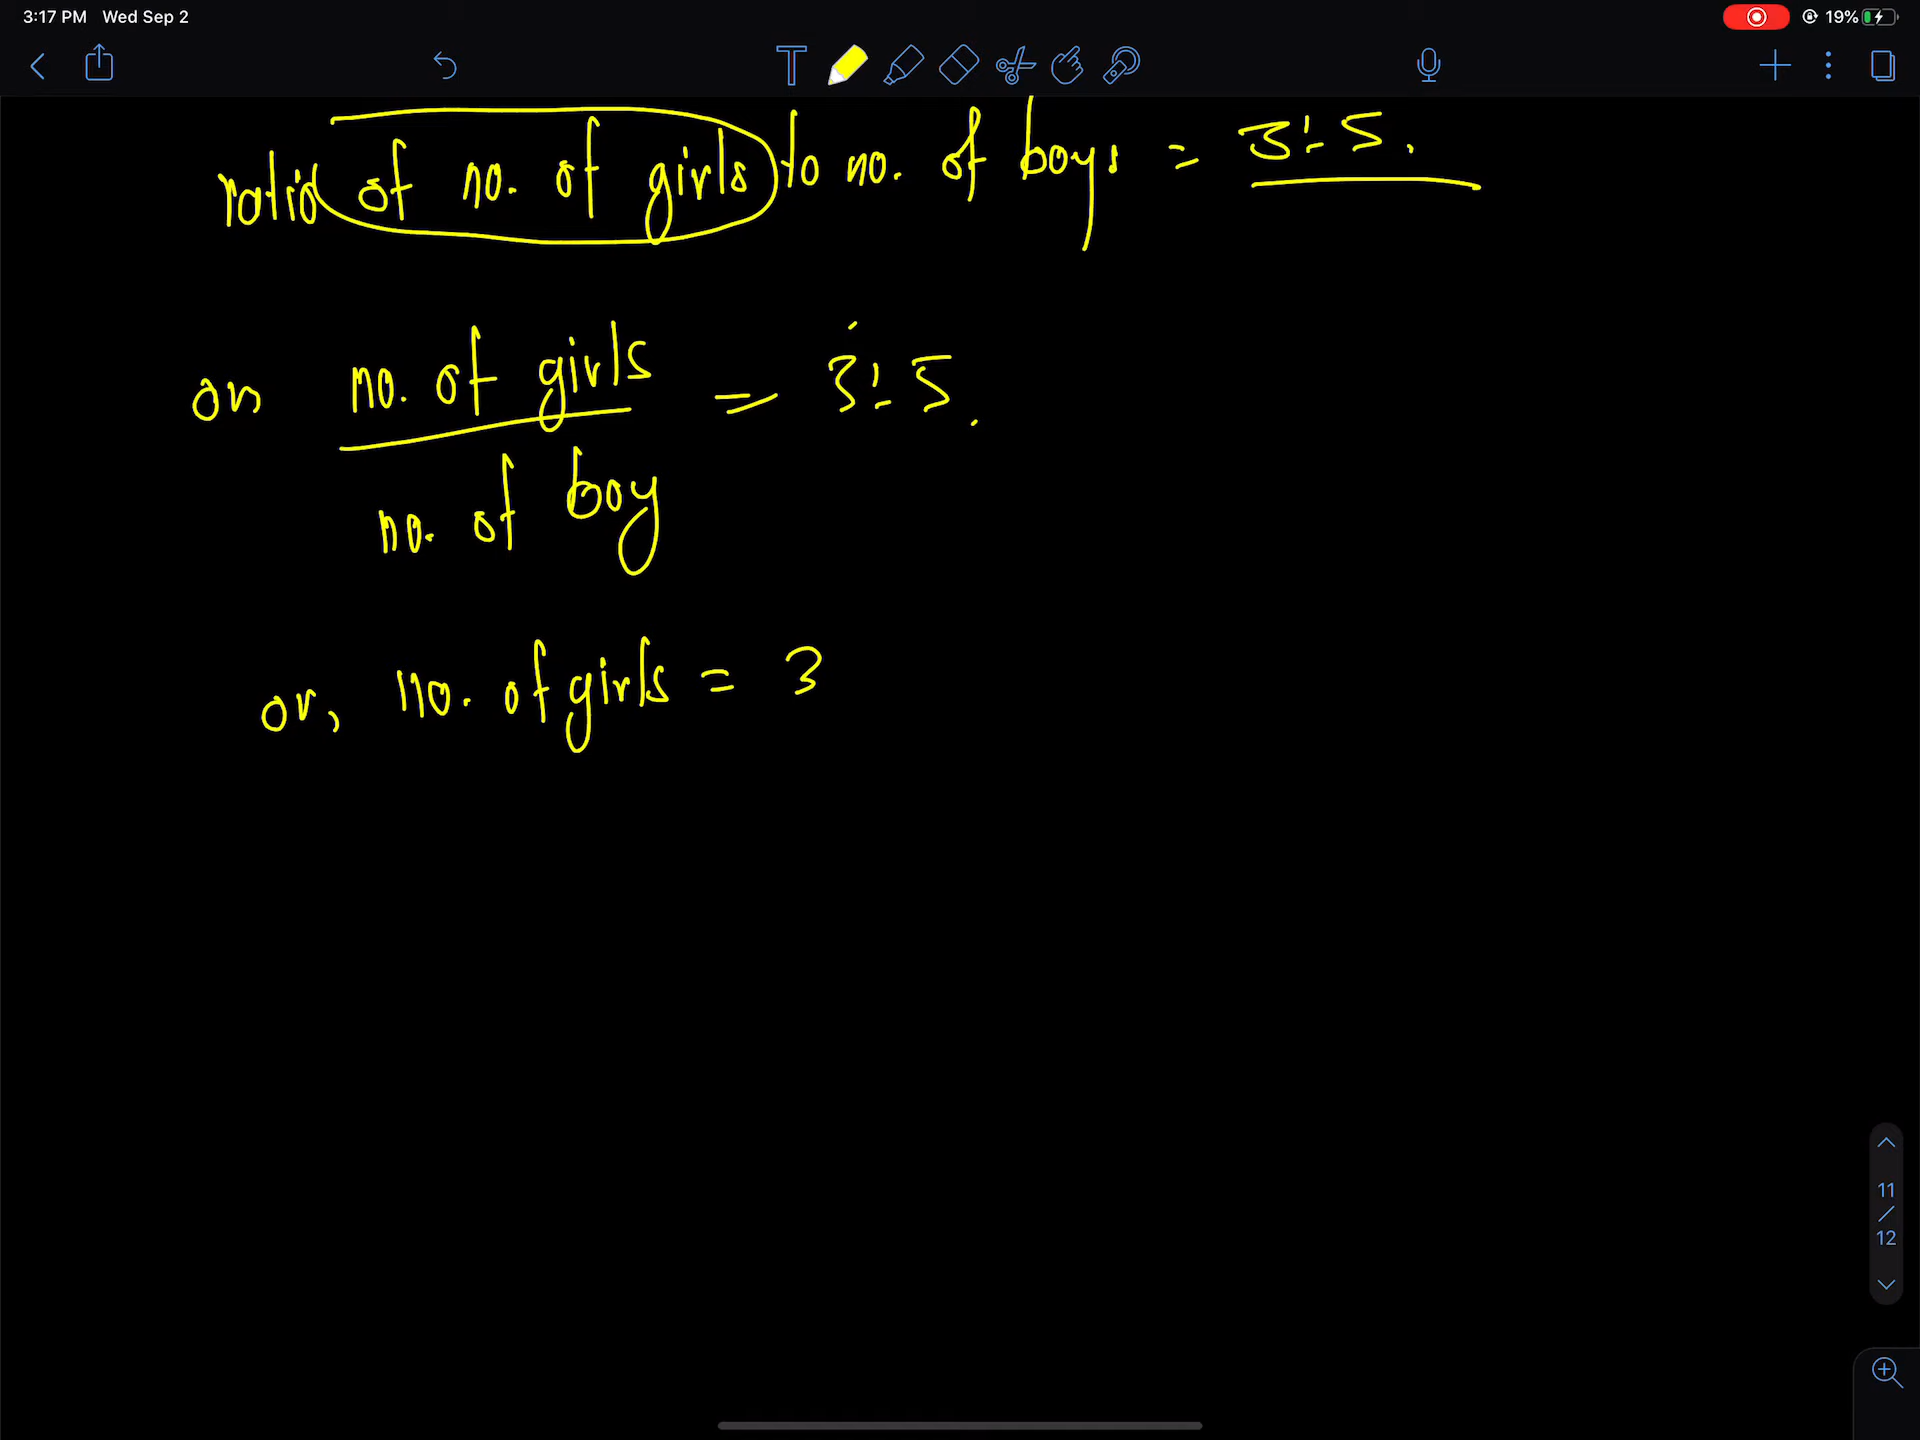 3:17 PM Wed Sep 2
19%
ratio of no. of girls to no. of boys = 3:5.
or no. of girls = 3:5.
no. of boy
or, no. of girls = 3
11
/
12